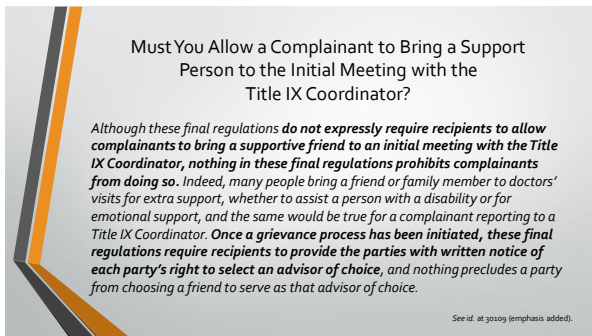 Must You Allow a Complainant to Bring a Support
Person to the Initial Meeting with the
Title IX Coordinator?
Although these final regulations do not expressly require recipients to allow
complainants to bring a supportive friend to an initial meeting with the Title
IX Coordinator, nothing in these final regulations prohibits complainants
from doing so. Indeed, many people bring a friend or family member to doctors'
visits for extra support, whether to assist a person with a disability or for
emotional support, and the same would be true for a complainant reporting to a
Title IX Coordinator. Once a grievance process has been initiated, these final
regulations require recipients to provide the parties with written notice of
each party's right to select an advisor of choice, and nothing precludes a party
from choosing a friend to serve as that advisor of choice.
See id. at 30109 (emphasis added).